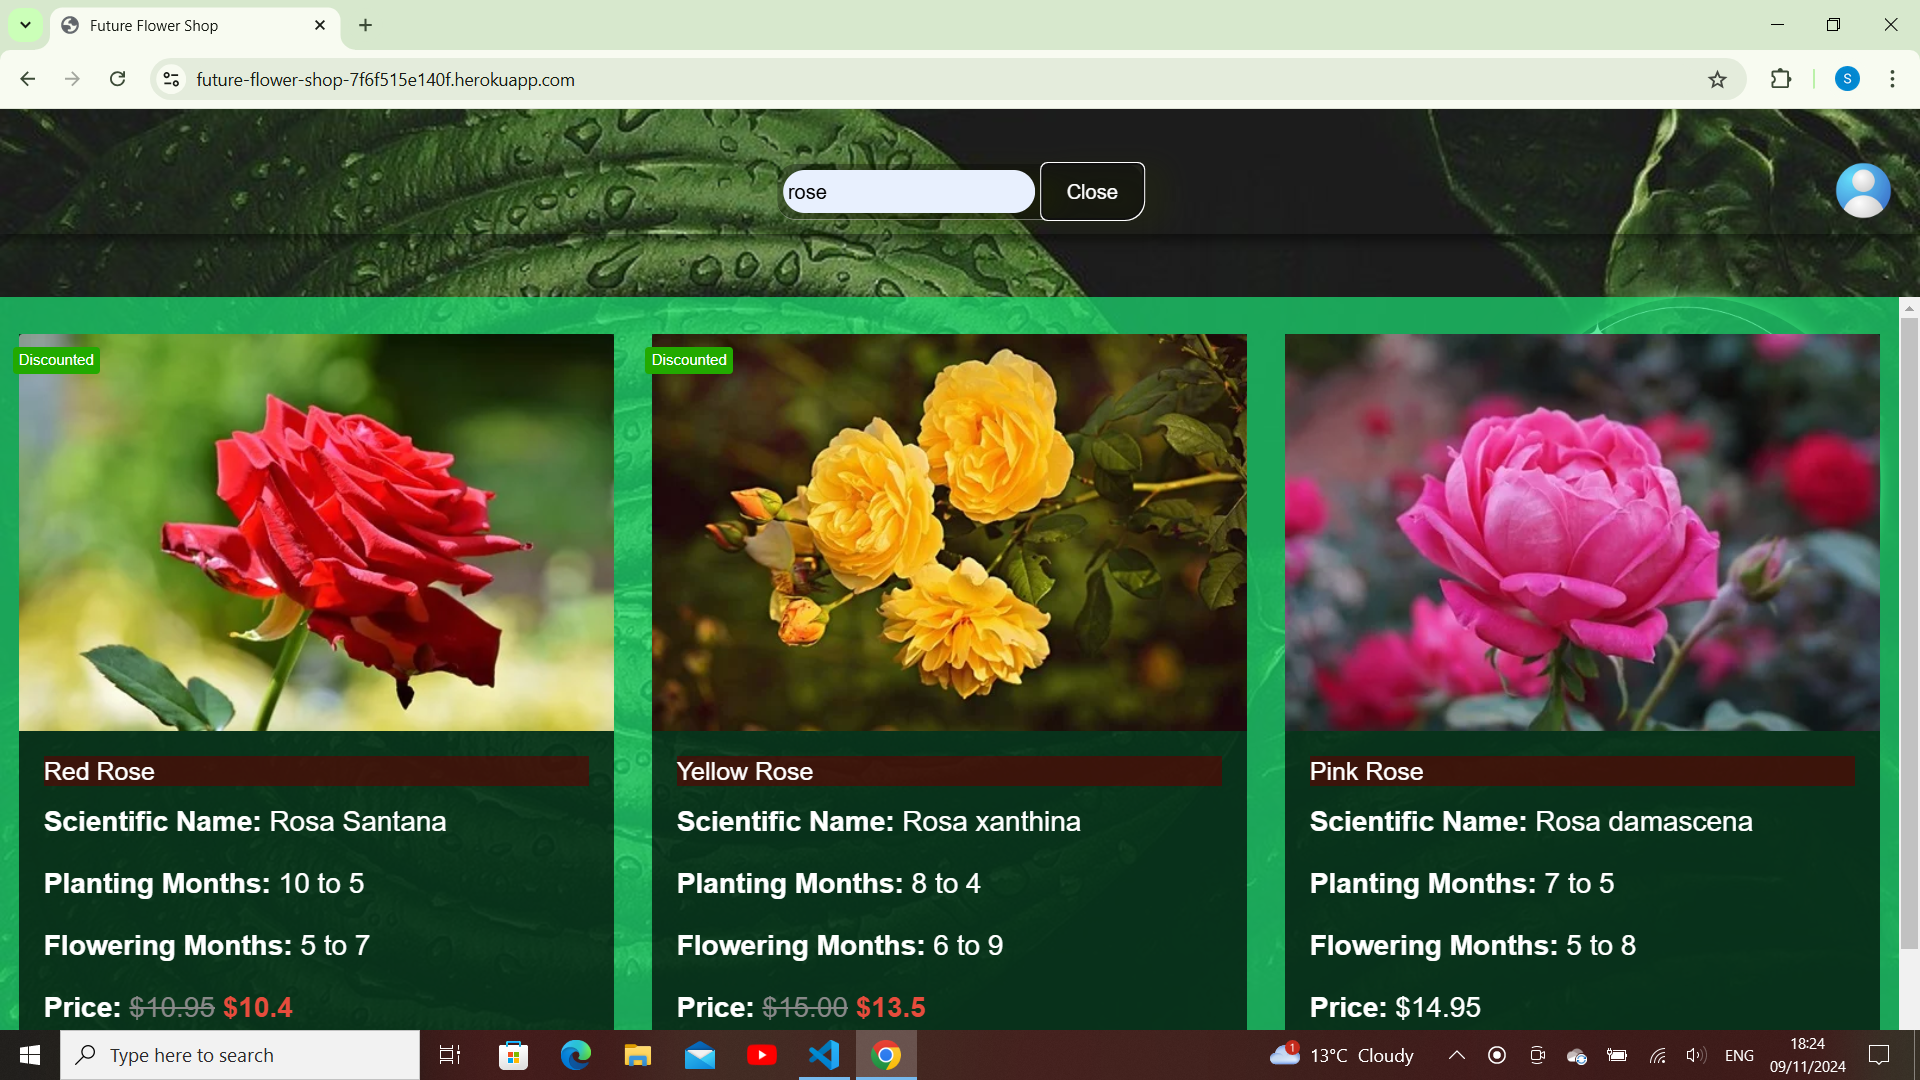 Future Flower Shop
future-flower-shop-7f6f515e140f.herokuapp.com
S
rose
Close
Discounted
Discounted
Red Rose
Scientific Name: Rosa Santana
Planting Months: 10 to 5
Flowering Months: 5 to 7
Price: $10.95 $10.4
Yellow Rose
Scientific Name: Rosa xanthina
Planting Months: 8 to 4
Flowering Months: 6 to 9
Price: $15.00 $13.5
Pink Rose
Scientific Name: Rosa damascena
Planting Months: 7 to 5
Flowering Months: 5 to 8
Price: $14.95
Type here to search
1
13°C Cloudy
ENG
18:24
09/11/2024